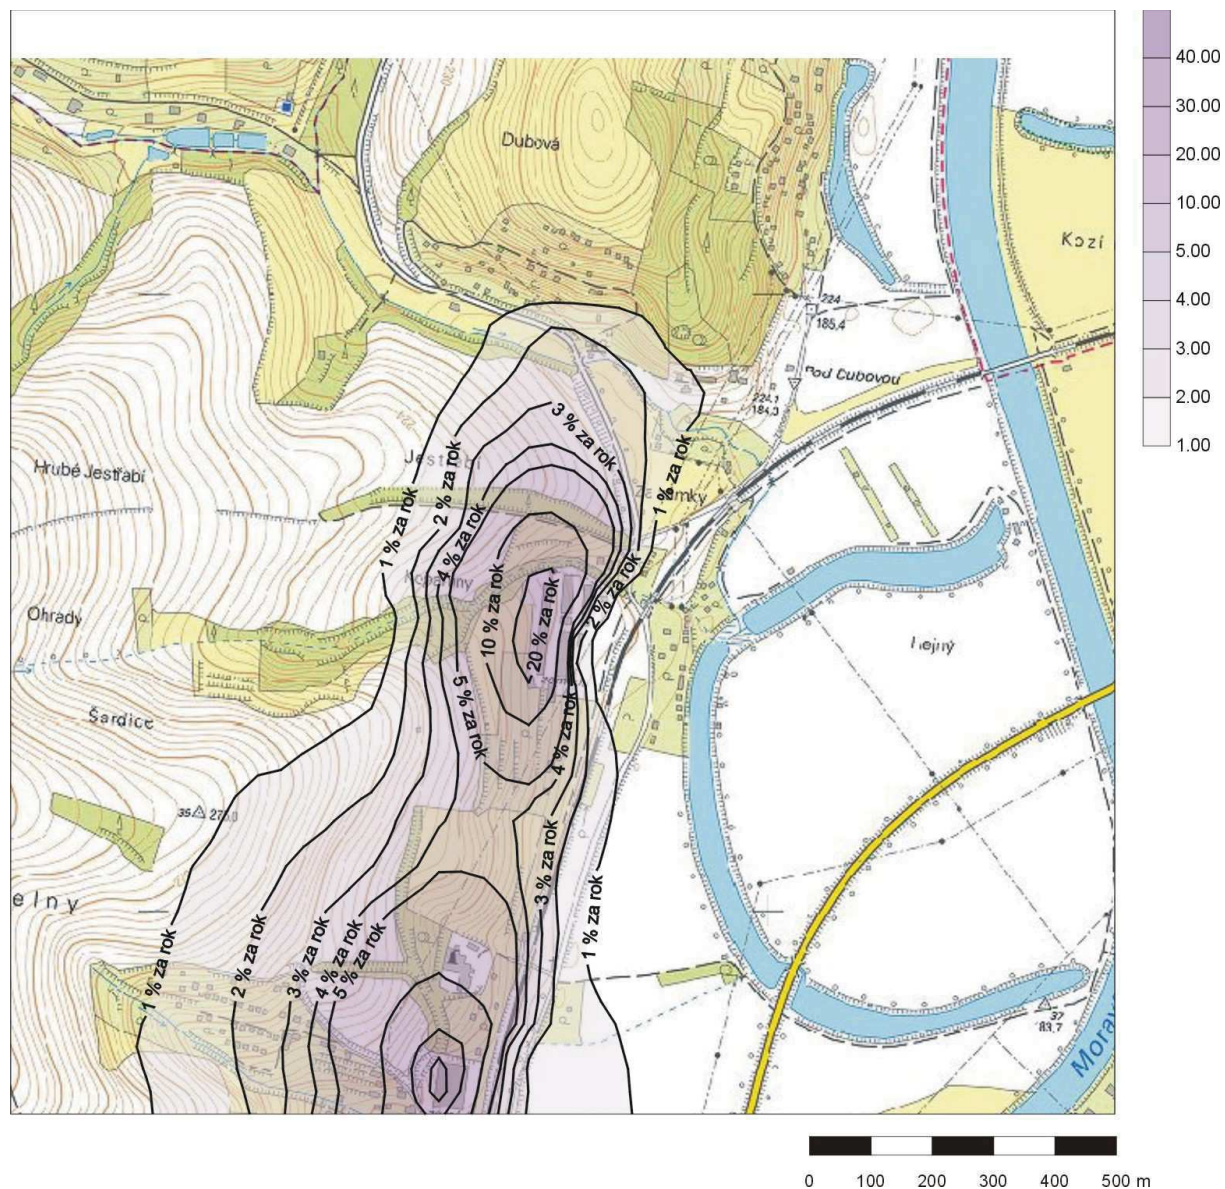 40.00
30.00
20.00
10.00
5.00
4.00
3.00
2.00
1.00
230
Dubová
Kozí
224
185,4
Pod Dubovou
224.1
184.3
221
3 % za rok
Hrubé Jestřabí
Jestřabí
2 % za rok
1 % za rok
1 % za rok
4 % za rok
Kopaniny
2 % za rok
10 % za rok
20 % za rok
Ohrady
Šardice
5 % za rok
4 % za rok
35
3 % za rok
elny
1 % za rok
1 % za rok
2 % za rok
3 % za rok
4 % za rok
5 % za rok
37
83,7
Morav
0 100 200 300 400 500 m